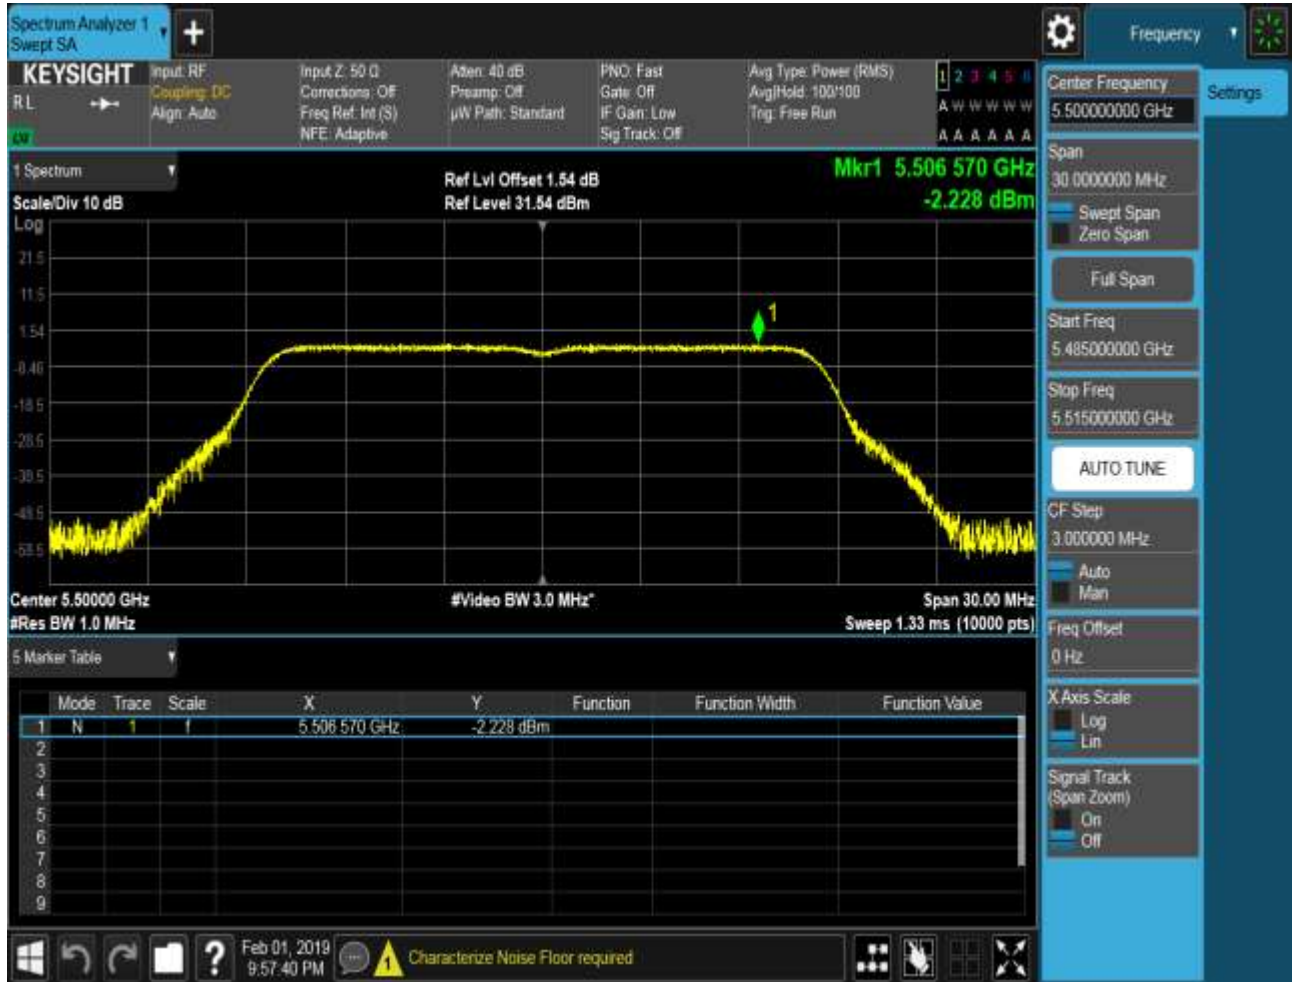 Spectrum Analyzer 1
Swept SA
Frequency
KEYSIGHT
R L
Input: RF
Coupling: DC
Align: Auto
Input Z: 50 Ω
Corrections: Off
Freq Ref: Int (S)
NFE: Adaptive
Atten: 40 dB
Preamp: Off
µW Path: Standard
PNO: Fast
Gate: Off
IF Gain: Low
Sig Track: Off
Avg Type: Power (RMS)
Avg|Hold: 100/100
Trig: Free Run
1 2 3 4 5 6
A W W W W W
A A A A A A
1 Spectrum
Scale/Div 10 dB
Log
Ref Lvl Offset 1.54 dB
Ref Level 31.54 dBm
Mkr1 5.506 570 GHz
-2.228 dBm
21.5
11.5
1.54
-8.46
-18.5
-28.5
-38.5
-48.5
-58.5
1
Center 5.50000 GHz
#Res BW 1.0 MHz
#Video BW 3.0 MHz*
Span 30.00 MHz
Sweep 1.33 ms (10000 pts)
5 Marker Table
Mode Trace Scale X Y Function Function Width Function Value
1 N 1 f 5.506 570 GHz -2.228 dBm
2
3
4
5
6
7
8
9
Feb 01, 2019
9:57:40 PM
1
Characterize Noise Floor required
Center Frequency
5.500000000 GHz
Settings
Span
30.0000000 MHz
Swept Span
Zero Span
Full Span
Start Freq
5.485000000 GHz
Stop Freq
5.515000000 GHz
AUTO TUNE
CF Step
3.000000 MHz
Auto
Man
Freq Offset
0 Hz
X Axis Scale
Log
Lin
Signal Track
(Span Zoom)
On
Off